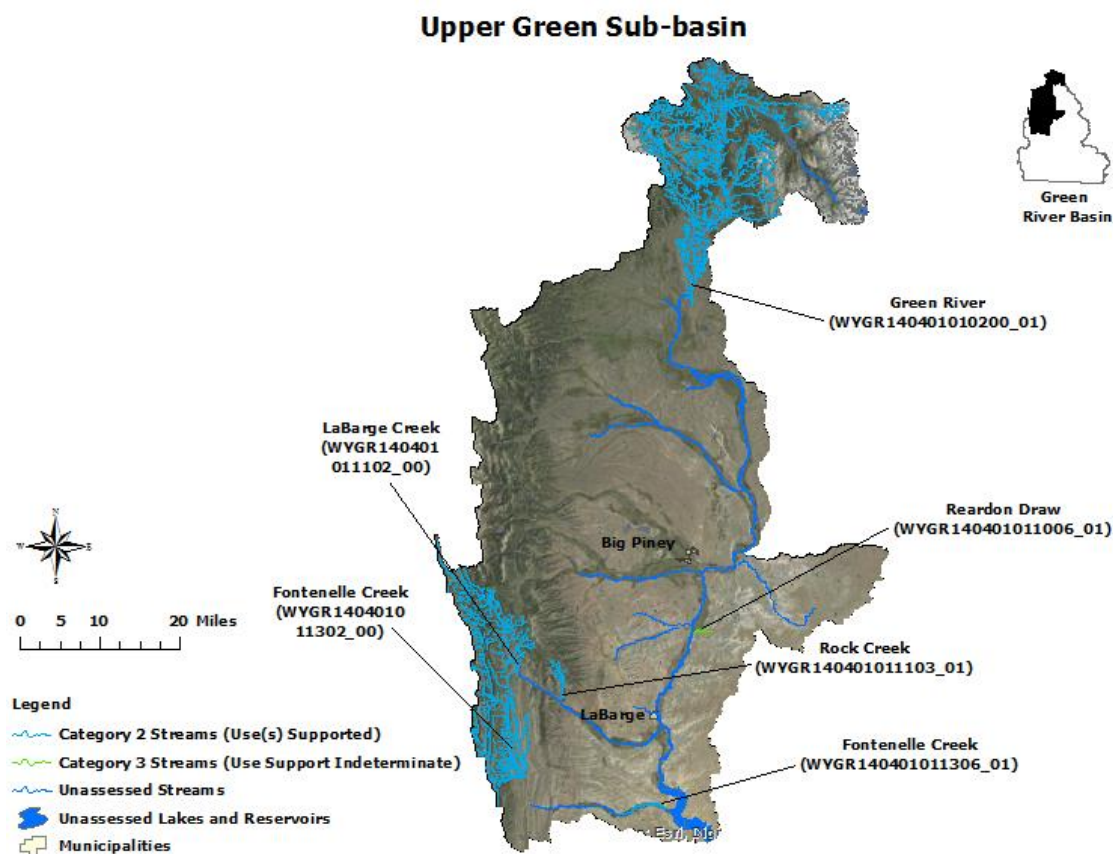 Upper Green Sub-basin
Green
River Basin
Green River
(WYGR140401010200_01)
LaBarge Creek
(WYGR140401
011102_00)
Reardon Draw
(WYGR140401011006_01)
Big Piney
N
W
E
S
Fontenelle Creek
(WYGR1404010
11302_00)
0 5 10 20 Miles
Rock Creek
(WYGR140401011103_01)
LaBarge
Fontenelle Creek
(WYGR140401011306_01)
Legend
Category 2 Streams (Use(s) Supported)
Category 3 Streams (Use Support Indeterminate)
Unassessed Streams
Unassessed Lakes and Reservoirs
Municipalities
Esri,